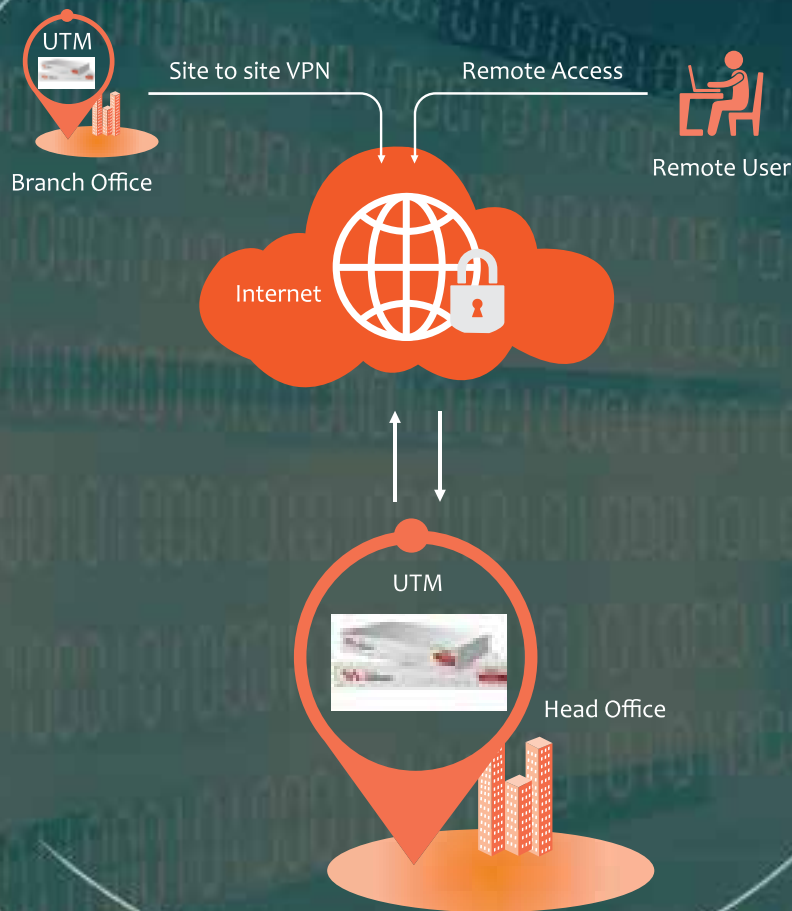 UTM
Site to site VPN
Remote Access
Branch Office
Remote User
Internet
UTM
Head Office